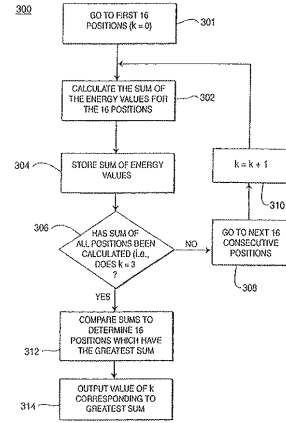 300
GO TO FIRST 16
POSITIONS (k = 0)
301
CALCULATE THE SUM OF
THE ENERGY VALUES FOR
THE 16 POSITIONS
302
STORE SUM OF ENERGY
VALUES
304
HAS SUM OF
ALL POSITIONS BEEN
CALCULATED (i.e.,
DOES k = 3
?
306
NO
YES
k = k + 1
310
GO TO NEXT 16
CONSECUTIVE
POSITIONS
308
COMPARE SUMS TO
DETERMINE 16
POSITIONS WHICH HAVE
THE GREATEST SUM
312
OUTPUT VALUE OF k
CORRESPONDING TO
GREATEST SUM
314